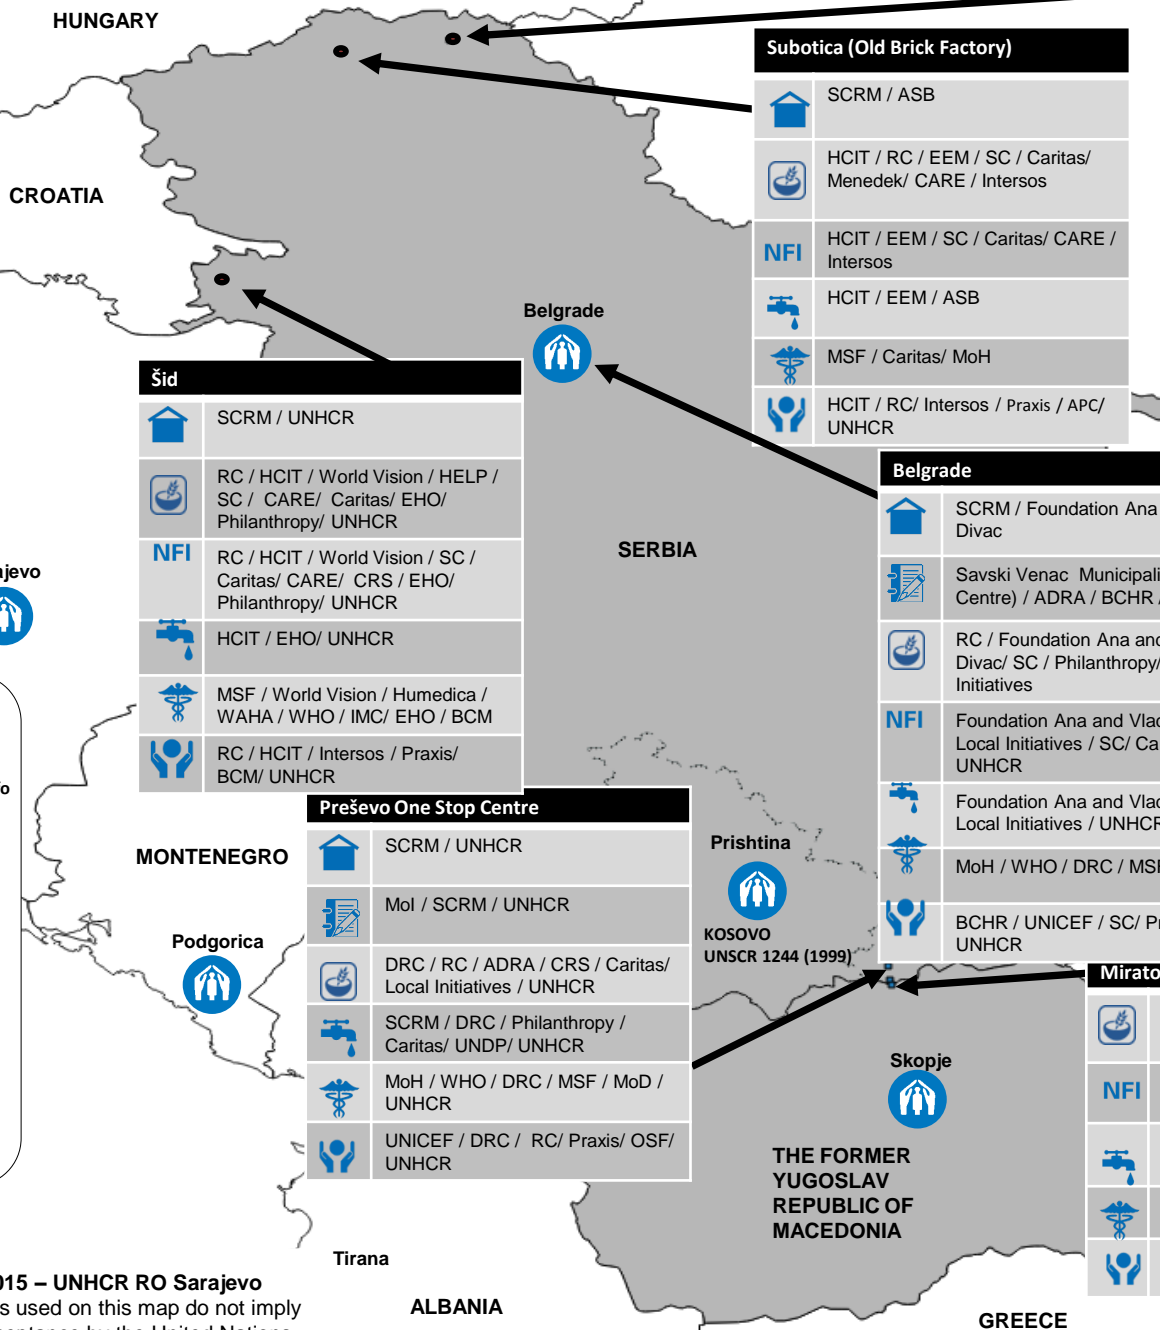 HUNGARY
CROATIA
Subotica (Old Brick Factory)
SCRM / ASB
HCIT / RC / EEM / SC / Caritas/
Menedek/ CARE / Intersos
NFI
HCIT / EEM / SC / Caritas/ CARE /
Intersos
HCIT / EEM / ASB
MSF / Caritas/ MoH
HCIT / RC/ Intersos / Praxis / APC/
UNHCR
Belgrade
Šid
SCRM / UNHCR
RC / HCIT / World Vision / HELP /
SC / CARE/ Caritas/ EHO/
Philanthropy/ UNHCR
NFI
RC / HCIT / World Vision / SC /
Caritas/ CARE/ CRS / EHO/
Philanthropy/ UNHCR
HCIT / EHO/ UNHCR
MSF / World Vision / Humedica /
WAHA / WHO / IMC/ EHO / BCM
RC / HCIT / Intersos / Praxis/
BCM/ UNHCR
SERBIA
Belgrade
SCRM / Foundation Ana
Divac
Savski Venac Municipali
Centre) / ADRA / BCHR /
RC / Foundation Ana and
Divac/ SC / Philanthropy/
Initiatives
NFI
Foundation Ana and Vlad
Local Initiatives / SC/ Ca
UNHCR
Foundation Ana and Vlad
Local Initiatives / UNHCR
MoH / WHO / DRC / MSF
BCHR / UNICEF / SC/ Pr
UNHCR
ajevo
MONTENEGRO
Podgorica
Preševo One Stop Centre
SCRM / UNHCR
MoI / SCRM / UNHCR
DRC / RC / ADRA / CRS / Caritas/
Local Initiatives / UNHCR
SCRM / DRC / Philanthropy /
Caritas/ UNDP/ UNHCR
MoH / WHO / DRC / MSF / MoD /
UNHCR
UNICEF / DRC / RC/ Praxis/ OSF/
UNHCR
Prishtina
KOSOVO
UNSCR 1244 (1999)
Mirato
NFI
Skopje
THE FORMER
YUGOSLAV
REPUBLIC OF
MACEDONIA
Tirana
ALBANIA
GREECE
015 – UNHCR RO Sarajevo
s used on this map do not imply
eptance by the United Nations